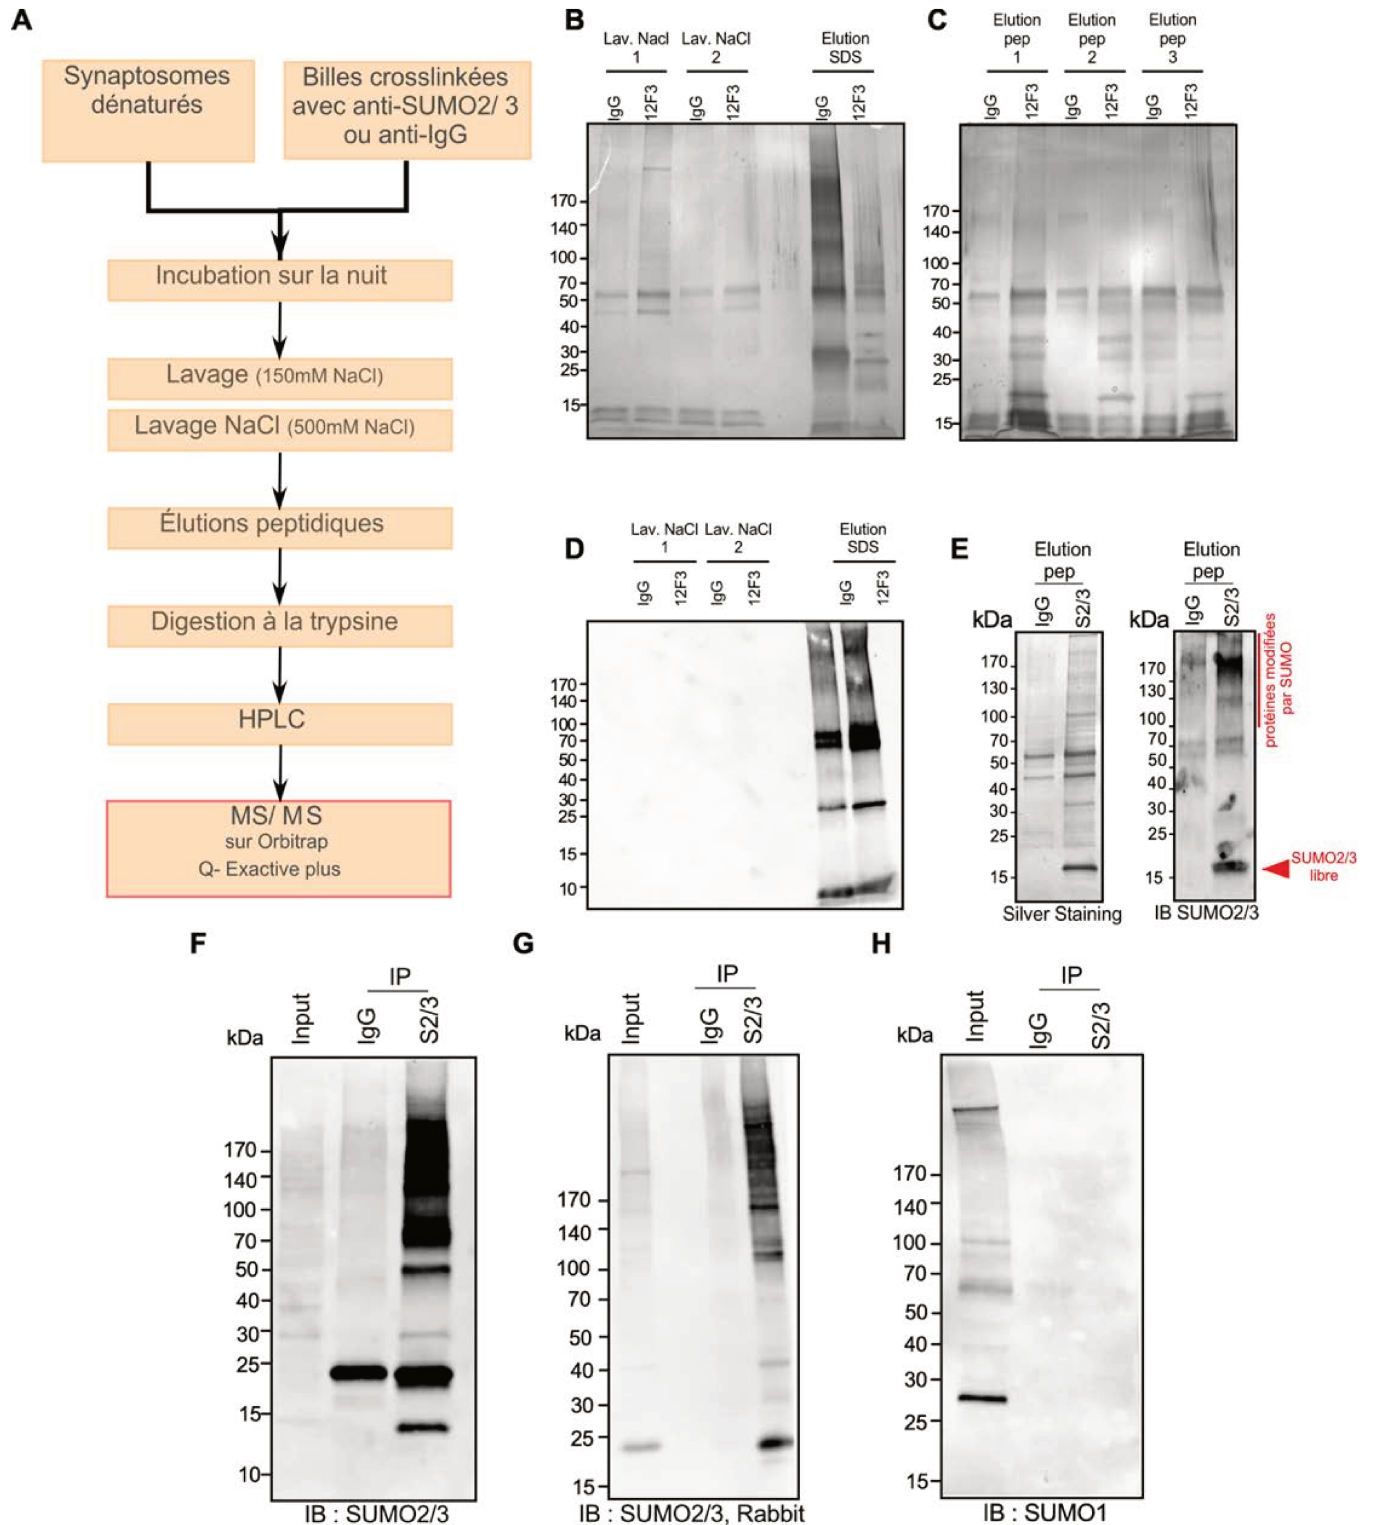 A
Synaptosomes
dénaturés
Billes crosslinkées
avec anti-SUMO2/ 3
ou anti-IgG
Incubation sur la nuit
Lavage (150mM NaCl)
Lavage NaCl (500mM NaCl)
Élutions peptidiques
Digestion à la trypsine
HPLC
MS/ MS
sur Orbitrap
Q- Exactive plus
B
Lav. Nacl
1
Lav. NaCl
2
Elution
SDS
IgG
12F3
IgG
12F3
IgG
12F3
170
140
100
70
50
40
30
25
15
C
Elution
pep
1
Elution
pep
2
Elution
pep
3
IgG
12F3
IgG
12F3
IgG
12F3
170
140
100
70
50
40
30
25
15
D
Lav. NaCl
1
Lav. NaCl
2
Elution
SDS
IgG
12F3
IgG
12F3
IgG
12F3
170
140
100
70
50
40
30
25
15
10
E
Elution
pep
kDa
IgG
S2/3
170
130
100
70
50
40
30
25
15
Silver Staining
Elution
pep
kDa
IgG
S2/3
170
130
100
70
50
40
30
25
15
IB SUMO2/3
protéines modifiées
par SUMO
SUMO2/3
libre
F
IP
kDa
Input
IgG
S2/3
170
140
100
70
50
40
30
25
15
10
IB : SUMO2/3
G
IP
kDa
Input
IgG
S2/3
170
140
100
70
50
40
30
25
15
IB : SUMO2/3, Rabbit
H
IP
kDa
Input
IgG
S2/3
170
140
100
70
50
40
30
25
15
IB : SUMO1